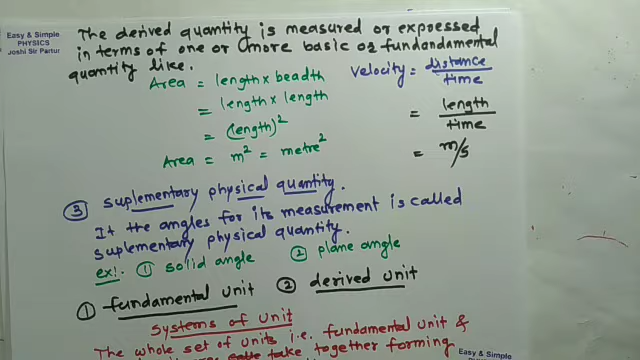 Easy & Simple
PHYSICS
Joshi Sir Partur
The derived quantity is measured or expressed
in terms of one or more basic or fundandamental
quantity like.
Area = length × beadth
= length × length
= (length)²
Area = m² = metre²
Velocity = distance / time
= length / time
= m/s
③ Suplementary physical quantity.
It the angles for its measurement is called
suplementary physical quantity.
ex: ① solid angle ② plane angle
① fundamental unit ② derived unit
Systems of Unit
The whole set of units i.e. fundamental unit &
take together forming
Easy & Simple